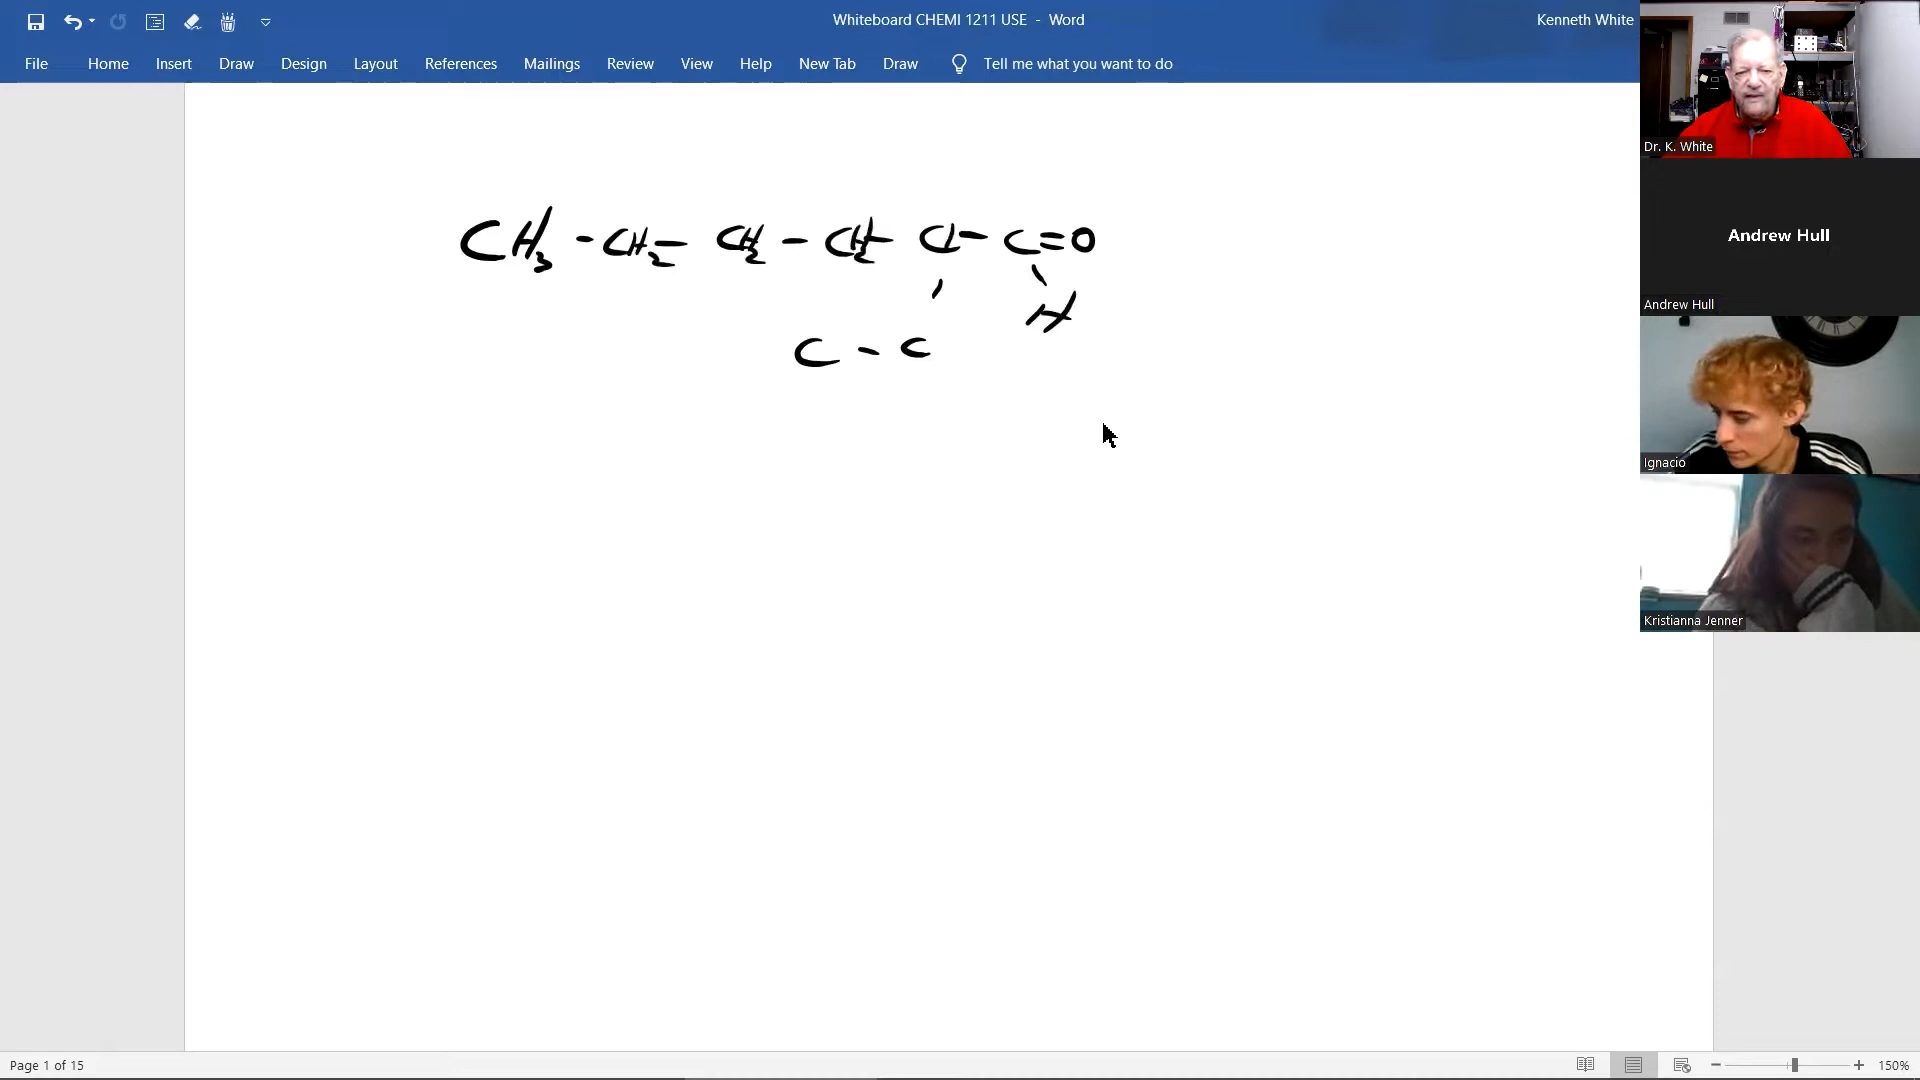 Whiteboard CHEMI 1211 USE - Word
Kenneth White
File Home Insert Draw Design Layout References Mailings Review View Help New Tab Draw Tell me what you want to do
Dr. K. White
CH3 - CH2 - CH2 - CH2 - C - C = O
H
C - C
Andrew Hull
Andrew Hull
Ignacio
Kristianna Jenner
Page 1 of 15
150%